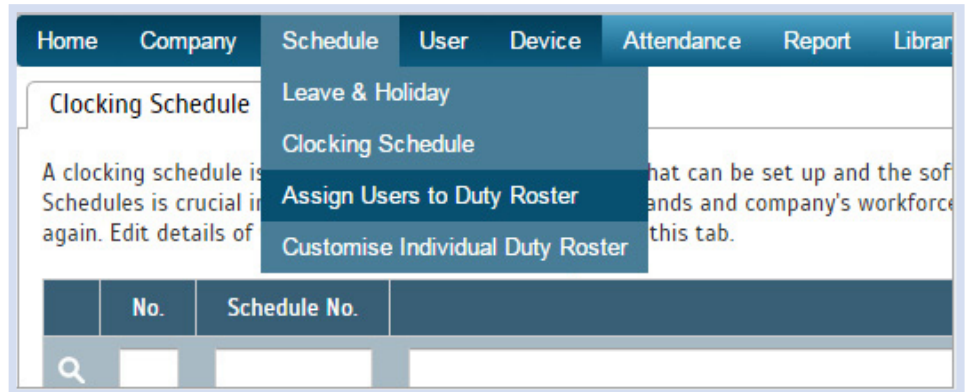 Home Company Schedule User Device Attendance Report Librar
Leave & Holiday
Clocking Schedule
Assign Users to Duty Roster
Customise Individual Duty Roster
Clocking Schedule
A clocking schedule is hat can be set up and the sof
Schedules is crucial ands and company's workforce
again. Edit details of this tab.
No. Schedule No.